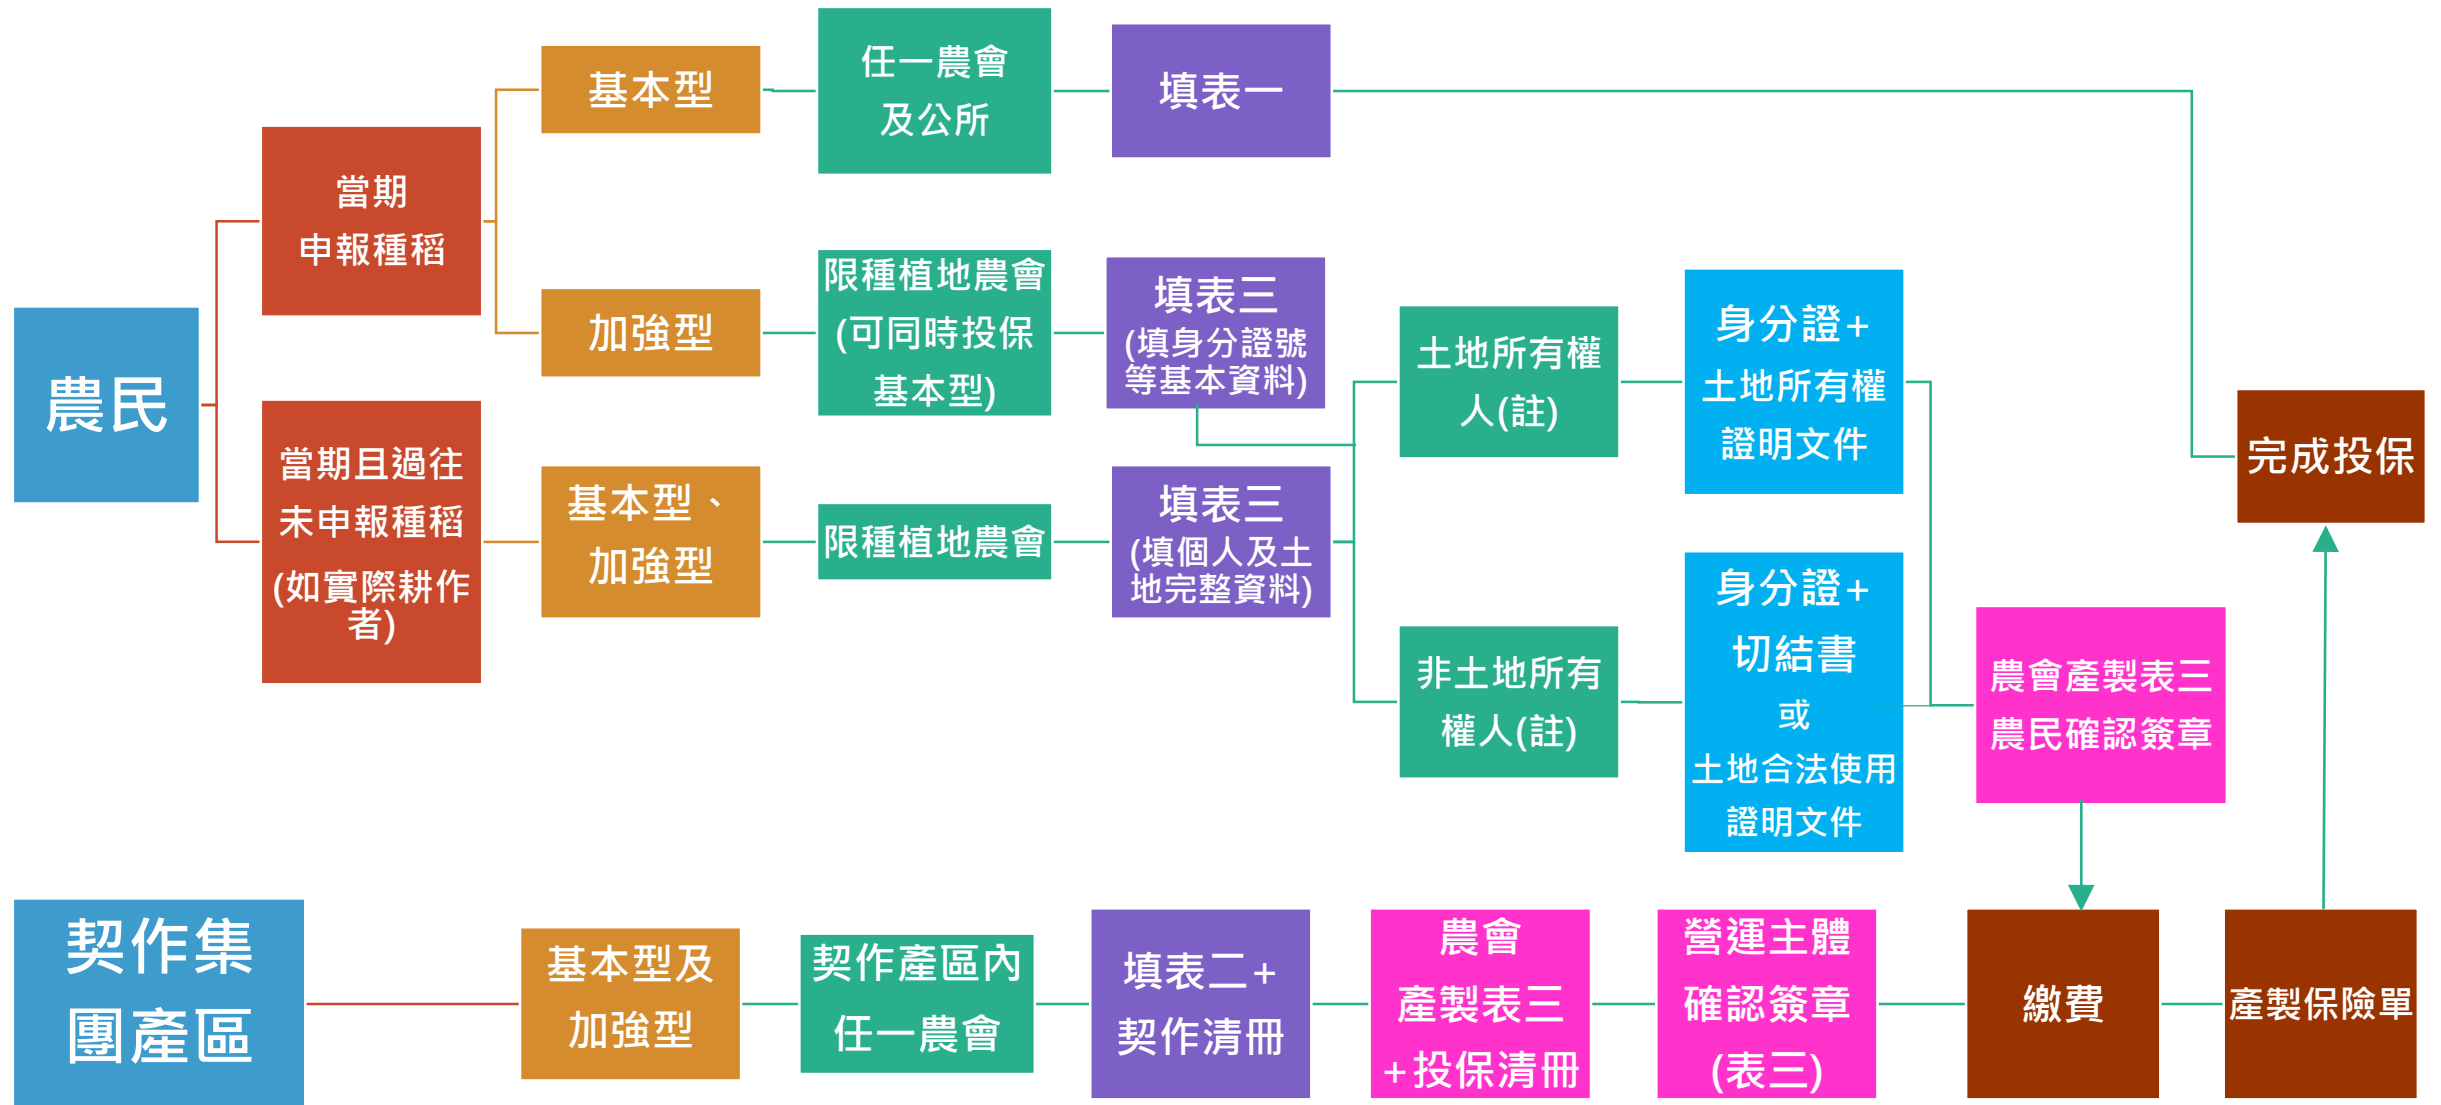 農民
當期
申報種稻
基本型
任一農會
及公所
填表一
加強型
限種植地農會
(可同時投保
基本型)
填表三
(填身分證號
等基本資料)
當期且過往
未申報種稻
(如實際耕作
者)
基本型、
加強型
限種植地農會
填表三
(填個人及土
地完整資料)
土地所有權
人(註)
身分證+
土地所有權
證明文件
非土地所有
權人(註)
身分證+
切結書
或
土地合法使用
證明文件
農會產製表三
農民確認簽章
完成投保
契作集
團產區
基本型及
加強型
契作產區內
任一農會
填表二+
契作清冊
農會
產製表三
+投保清冊
營運主體
確認簽章
(表三)
繳費
產製保險單